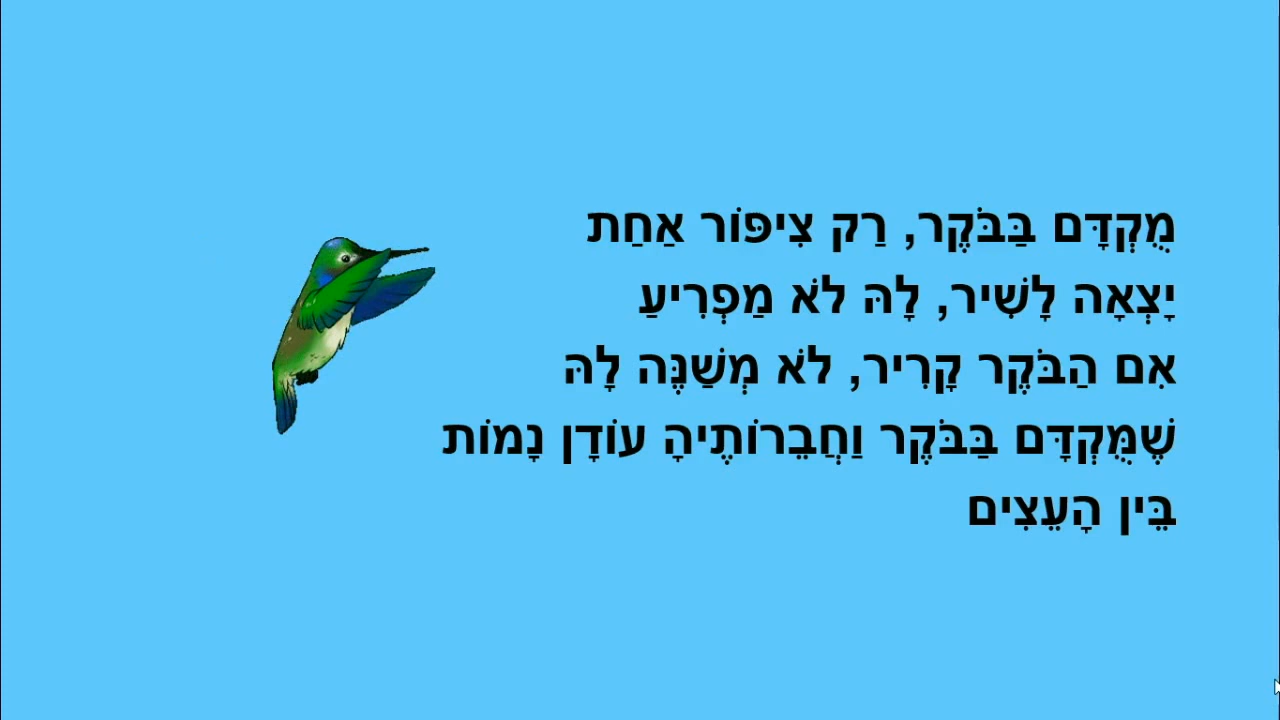 מֻקְדָּם בַּבֹּקֶר, רַק צִיפּוֹר אַחַת
יָצְאָה לָשִׁיר, לָהּ לֹא מַפְרִיעַ
אִם הַבֹּקֶר קָרִיר, לֹא מְשַׁנֶּה לָהּ
שֶׁמֻּקְדָּם בַּבֹּקֶר וַחֲבֵרוֹתֶיהָ עוֹדָן נָמוֹת
בֵּין הָעֵצִים